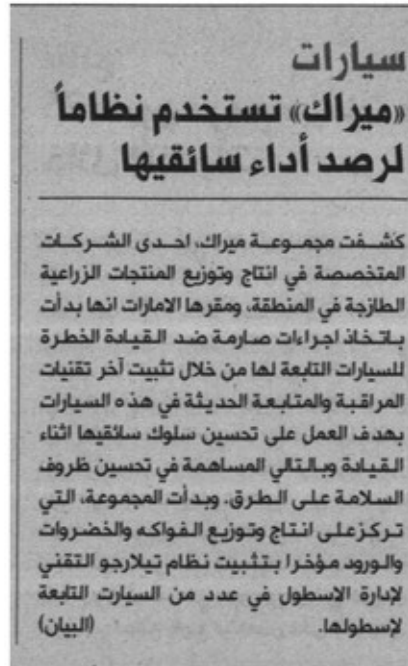 سيارات
«ميراك» تستخدم نظاماً
لرصد أداء سائقيها
كشفت مجموعة ميراك، احدى الشركات
المتخصصة في انتاج وتوزيع المنتجات الزراعية
الطازجة في المنطقة، ومقرها الامارات انها بدأت
باتخاذ اجراءات صارمة ضد القيادة الخطرة
للسيارات التابعة لها من خلال تثبيت آخر تقنيات
المراقبة والمتابعة الحديثة في هذه السيارات
بهدف العمل على تحسين سلوك سائقيها اثناء
القيادة وبالتالي المساهمة في تحسين ظروف
السلامة على الطرق. وبدأت المجموعة، التي
تركز على انتاج وتوزيع الفواكه والخضروات
والورود مؤخرا بتثبيت نظام تيلارجو التقني
لإدارة الاسطول في عدد من السيارت التابعة
لإسطولها. (البيان)